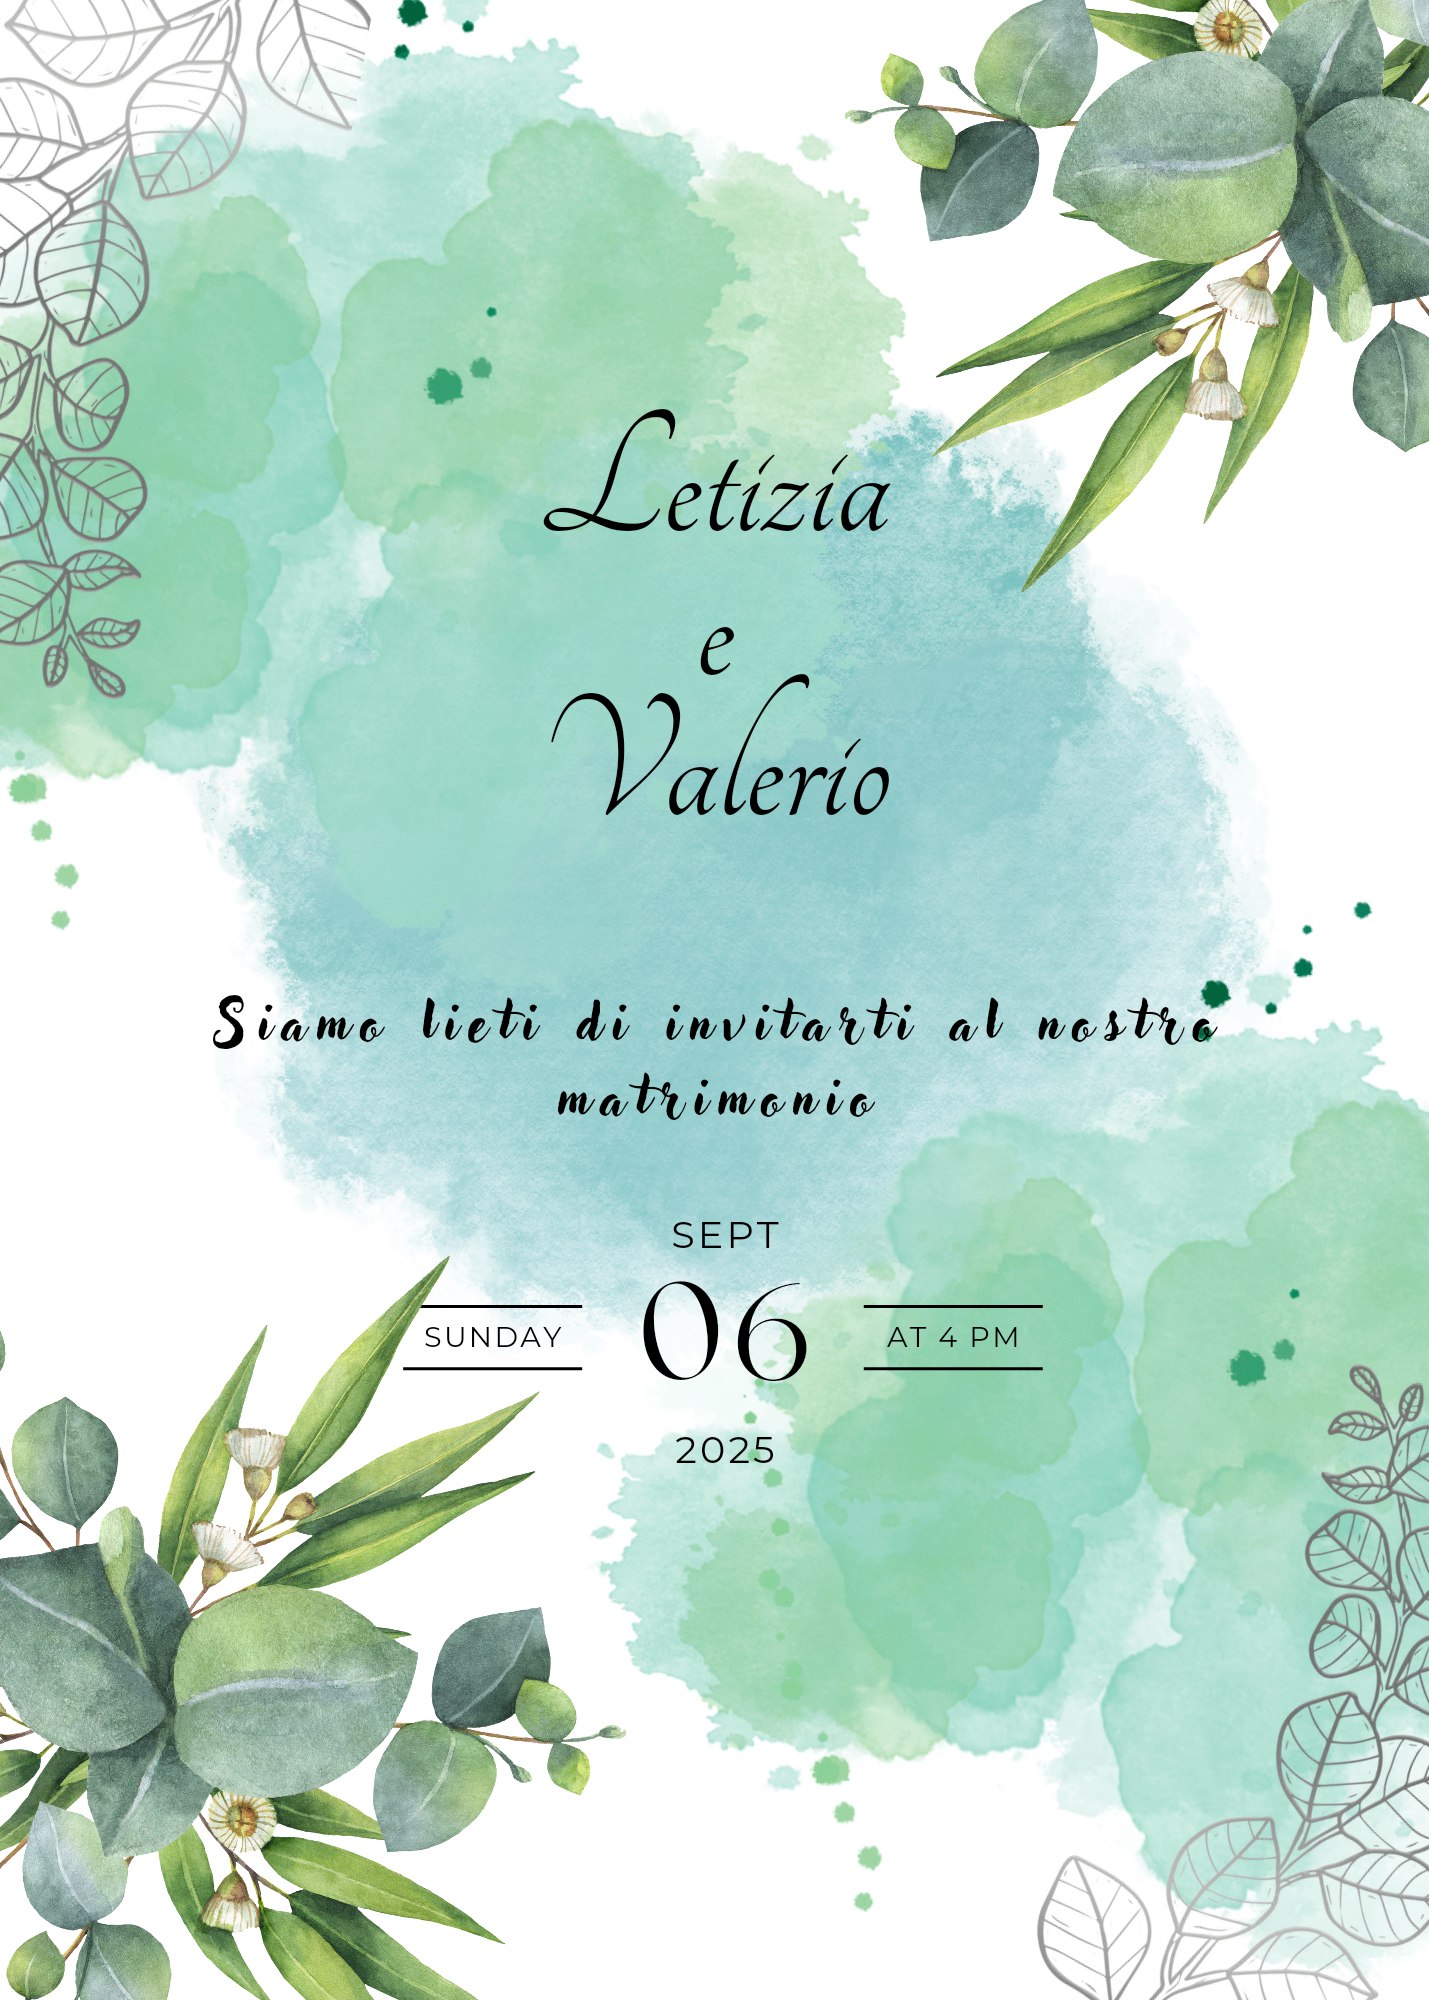 Letizia
e
Valerio
Siamo lieti di invitarti al nostro
matrimonio
SEPT
SUNDAY 06 AT 4 PM
2025